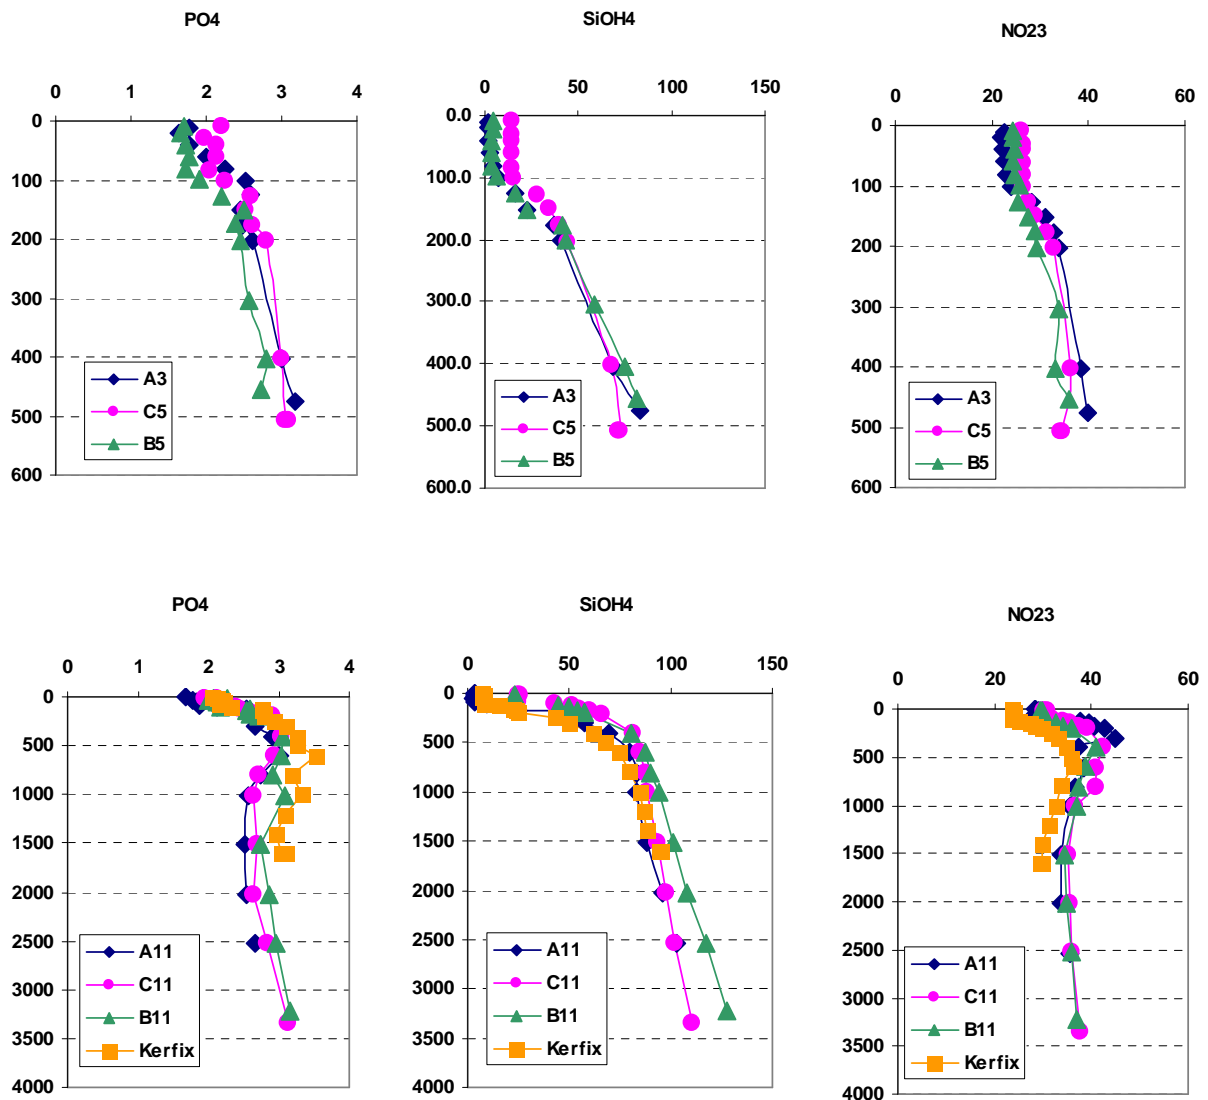 PO4
0 1 2 3 4
0
100
200
300
400
500
600
A3
C5
B5
SiOH4
0 50 100 150
0.0
100.0
200.0
300.0
400.0
500.0
600.0
A3
C5
B5
NO23
0 20 40 60
0
100
200
300
400
500
600
A3
C5
B5
PO4
0 1 2 3 4
0
500
1000
1500
2000
2500
3000
3500
4000
A11
C11
B11
Kerfix
SiOH4
0 50 100 150
0
500
1000
1500
2000
2500
3000
3500
4000
A11
C11
B11
Kerfix
NO23
0 20 40 60
0
500
1000
1500
2000
2500
3000
3500
4000
A11
C11
B11
Kerfix